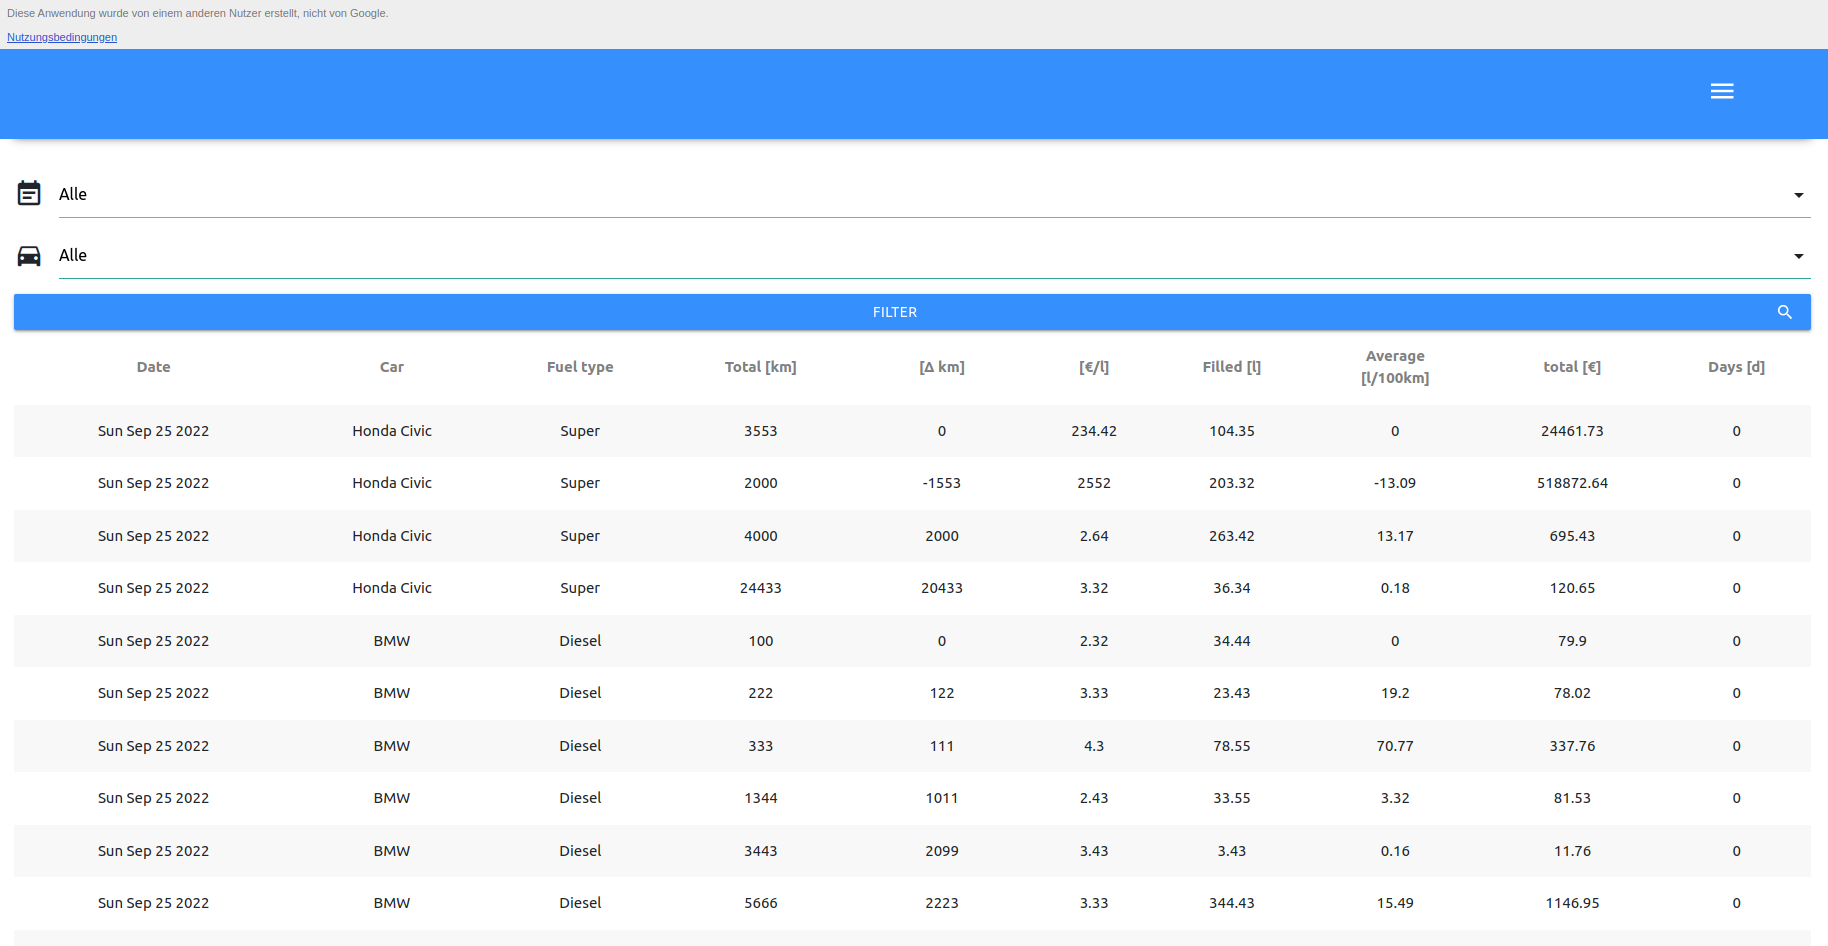 Diese Anwendung wurde von einem anderen Nutzer erstellt, nicht von Google.
Nutzungsbedingungen
Alle
Alle
FILTER
Date Car Fuel type Total [km] [Δ km] [€/l] Filled [l] Average [l/100km] total [€] Days [d]
Sun Sep 25 2022 Honda Civic Super 3553 0 234.42 104.35 0 24461.73 0
Sun Sep 25 2022 Honda Civic Super 2000 -1553 2552 203.32 -13.09 518872.64 0
Sun Sep 25 2022 Honda Civic Super 4000 2000 2.64 263.42 13.17 695.43 0
Sun Sep 25 2022 Honda Civic Super 24433 20433 3.32 36.34 0.18 120.65 0
Sun Sep 25 2022 BMW Diesel 100 0 2.32 34.44 0 79.9 0
Sun Sep 25 2022 BMW Diesel 222 122 3.33 23.43 19.2 78.02 0
Sun Sep 25 2022 BMW Diesel 333 111 4.3 78.55 70.77 337.76 0
Sun Sep 25 2022 BMW Diesel 1344 1011 2.43 33.55 3.32 81.53 0
Sun Sep 25 2022 BMW Diesel 3443 2099 3.43 3.43 0.16 11.76 0
Sun Sep 25 2022 BMW Diesel 5666 2223 3.33 344.43 15.49 1146.95 0